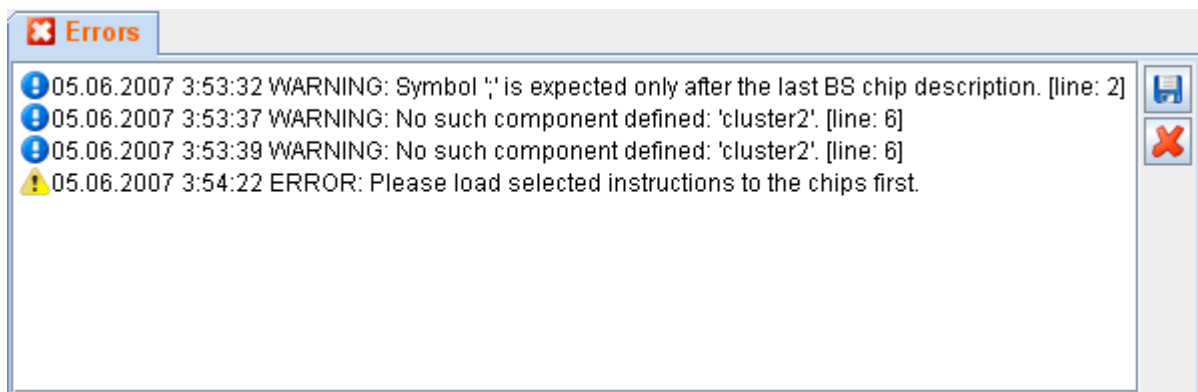 Errors
05.06.2007 3:53:32 WARNING: Symbol ';' is expected only after the last BS chip description. [line: 2]
05.06.2007 3:53:37 WARNING: No such component defined: 'cluster2'. [line: 6]
05.06.2007 3:53:39 WARNING: No such component defined: 'cluster2'. [line: 6]
05.06.2007 3:54:22 ERROR: Please load selected instructions to the chips first.